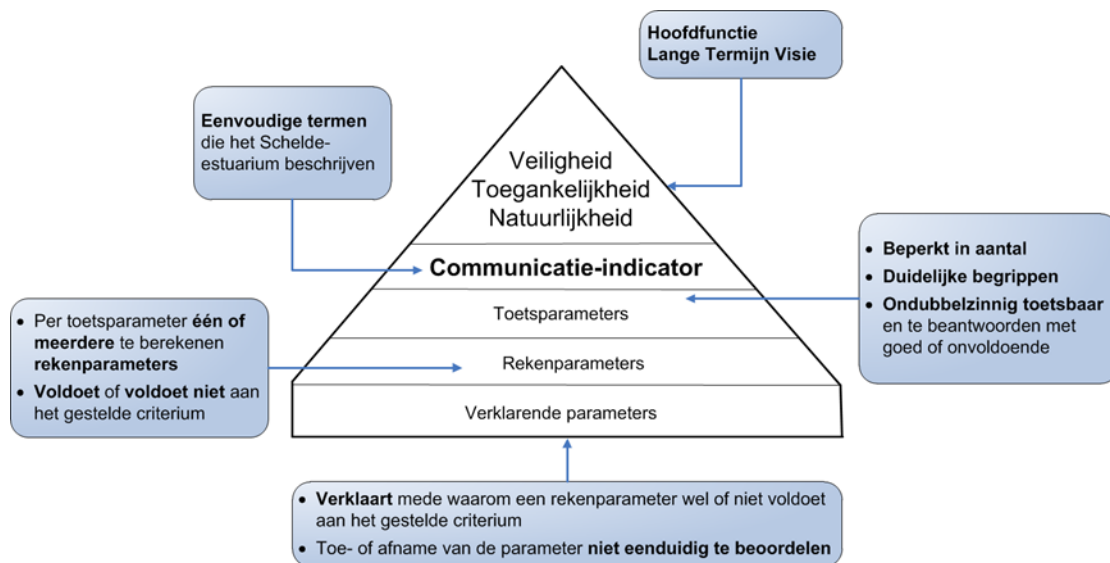 Hoofdfunctie
Lange Termijn Visie
Eenvoudige termen
die het Schelde-
estuarium beschrijven
Veiligheid
Toegankelijkheid
Natuurlijkheid
Communicatie-indicator
Toetsparameters
Rekenparameters
Verklarende parameters
• Beperkt in aantal
• Duidelijke begrippen
• Ondubbelzinnig toetsbaar
en te beantwoorden met
goed of onvoldoende
• Per toetsparameter één of
meerdere te berekenen
rekenparameters
• Voldoet of voldoet niet aan
het gestelde criterium
• Verklaart mede waarom een rekenparameter wel of niet voldoet
aan het gestelde criterium
• Toe- of afname van de parameter niet eenduidig te beoordelen